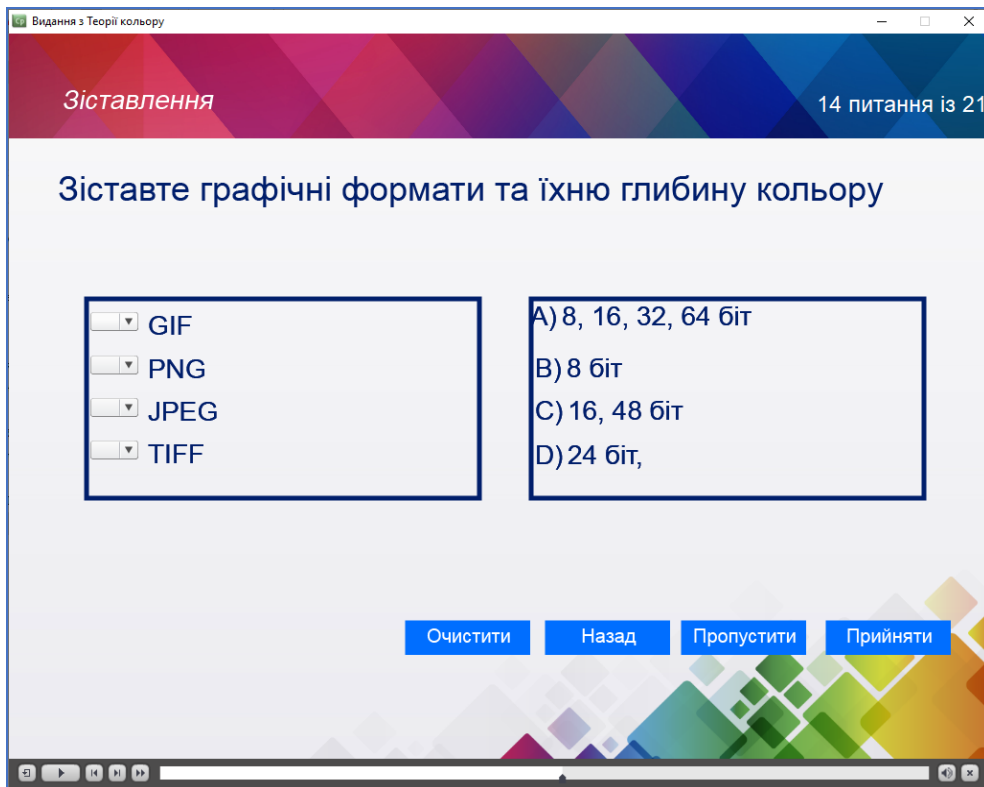 Cp Видання з Теорії кольору
Зіставлення
14 питання із 21
Зіставте графічні формати та їхню глибину кольору
GIF
PNG
JPEG
TIFF
A) 8, 16, 32, 64 біт
B) 8 біт
C) 16, 48 біт
D) 24 біт,
Очистити Назад Пропустити Прийняти